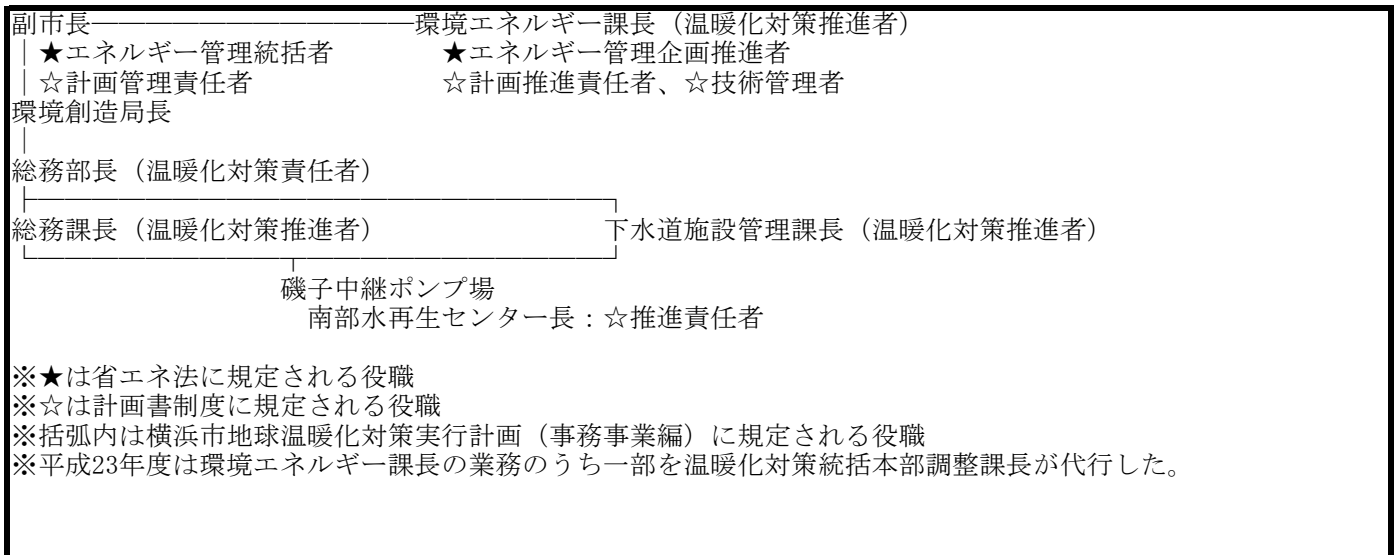 副市長────────────環境エネルギー課長（温暖化対策推進者）
｜★エネルギー管理統括者　　　　★エネルギー管理企画推進者
｜☆計画管理責任者　　　　　　　☆計画推進責任者、☆技術管理者
環境創造局長
｜
総務部長（温暖化対策責任者）
├─────────────────────┐
総務課長（温暖化対策推進者）　　　　　　　　　下水道施設管理課長（温暖化対策推進者）
└─────────┬───────────┘
磯子中継ポンプ場
南部水再生センター長：☆推進責任者
※★は省エネ法に規定される役職
※☆は計画書制度に規定される役職
※括弧内は横浜市地球温暖化対策実行計画（事務事業編）に規定される役職
※平成23年度は環境エネルギー課長の業務のうち一部を温暖化対策統括本部調整課長が代行した。